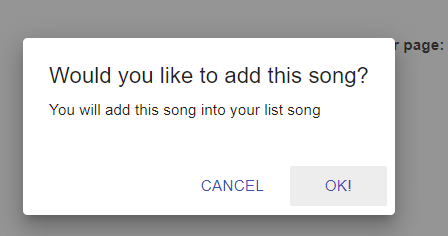 r page:
Would you like to add this song?
You will add this song into your list song
CANCEL OK!